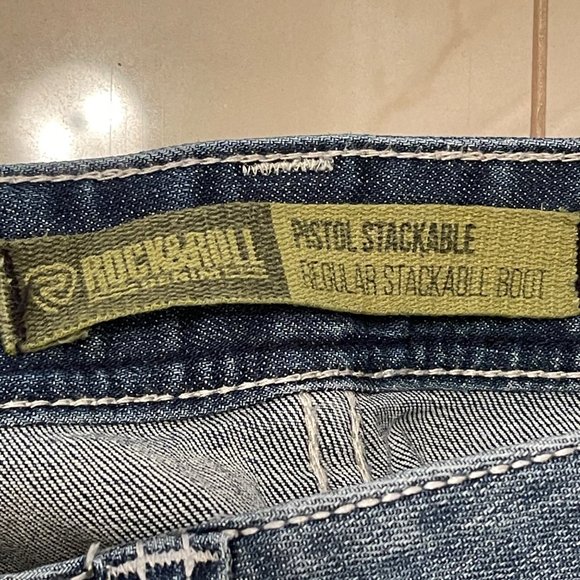 ROCK&ROLL
PISTOL STACKABLE
REGULAR STACKABLE BOOT